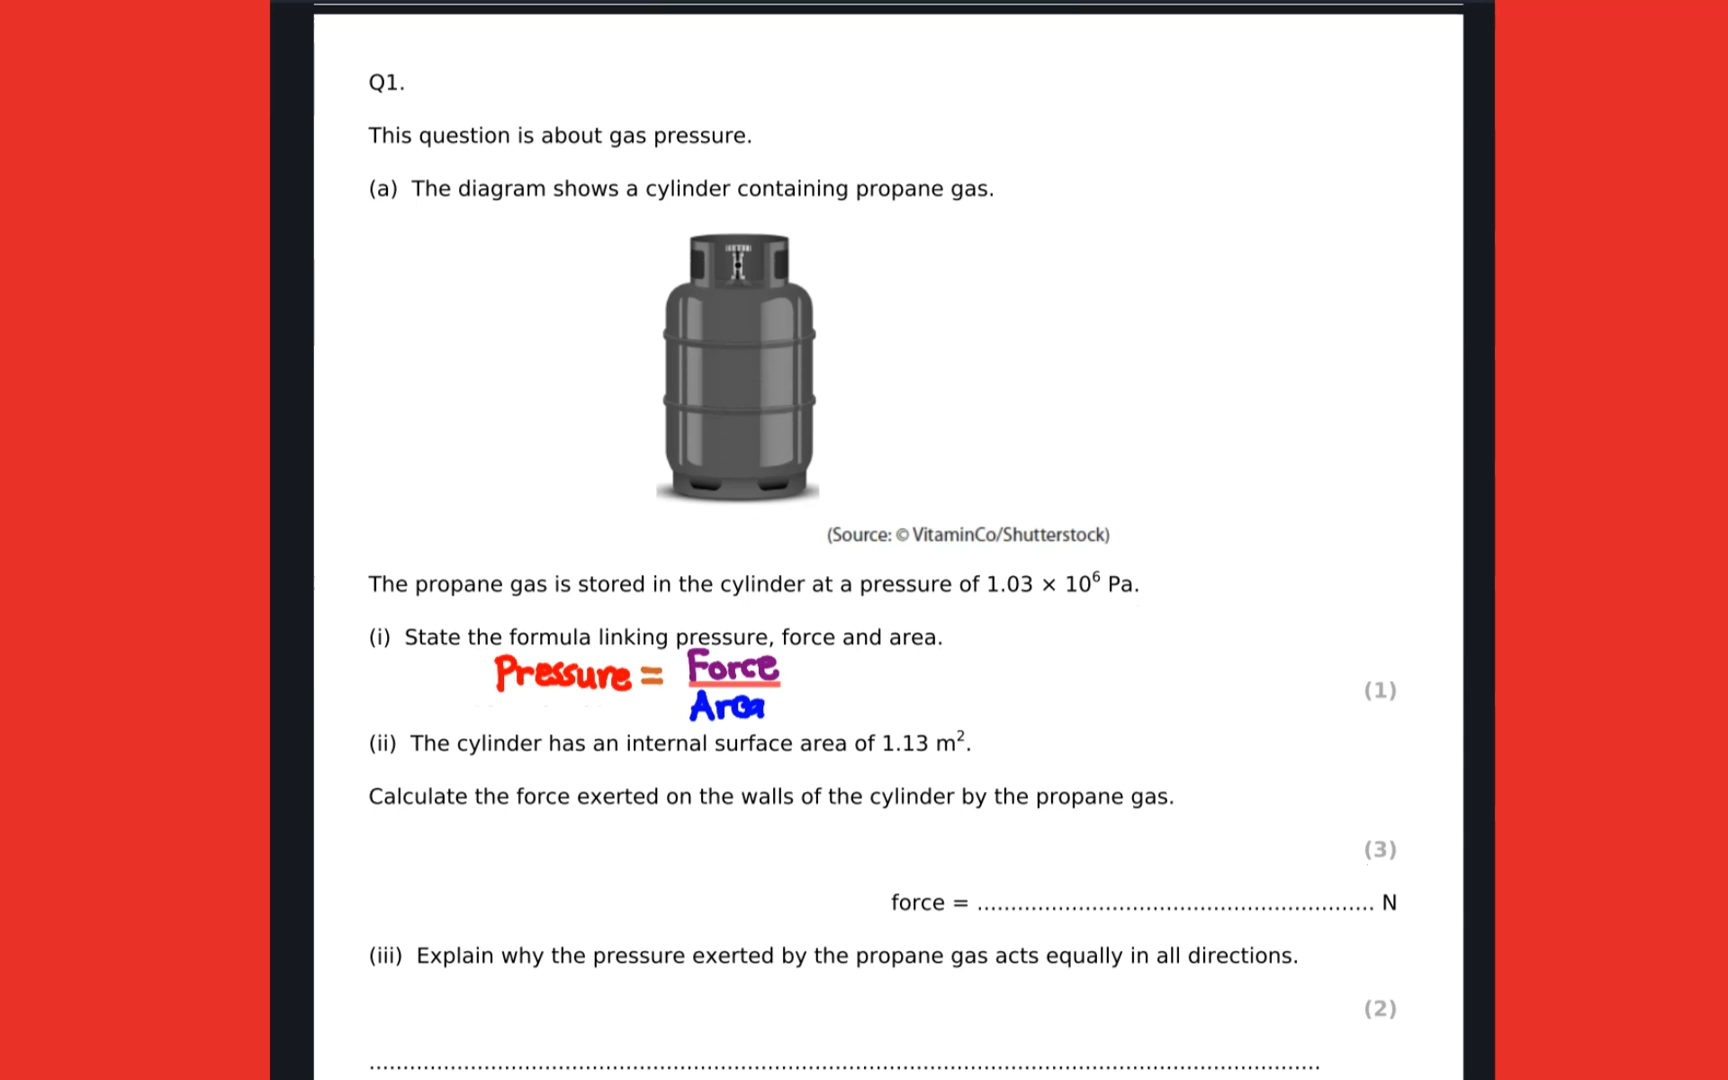 Q1.
This question is about gas pressure.
(a) The diagram shows a cylinder containing propane gas.
(Source: © VitaminCo/Shutterstock)
The propane gas is stored in the cylinder at a pressure of 1.03 × 10⁶ Pa.
(i) State the formula linking pressure, force and area.
Pressure = Force
Area
(1)
(ii) The cylinder has an internal surface area of 1.13 m².
Calculate the force exerted on the walls of the cylinder by the propane gas.
(3)
force = ........................................................... N
(iii) Explain why the pressure exerted by the propane gas acts equally in all directions.
(2)
..............................................................................................................................................